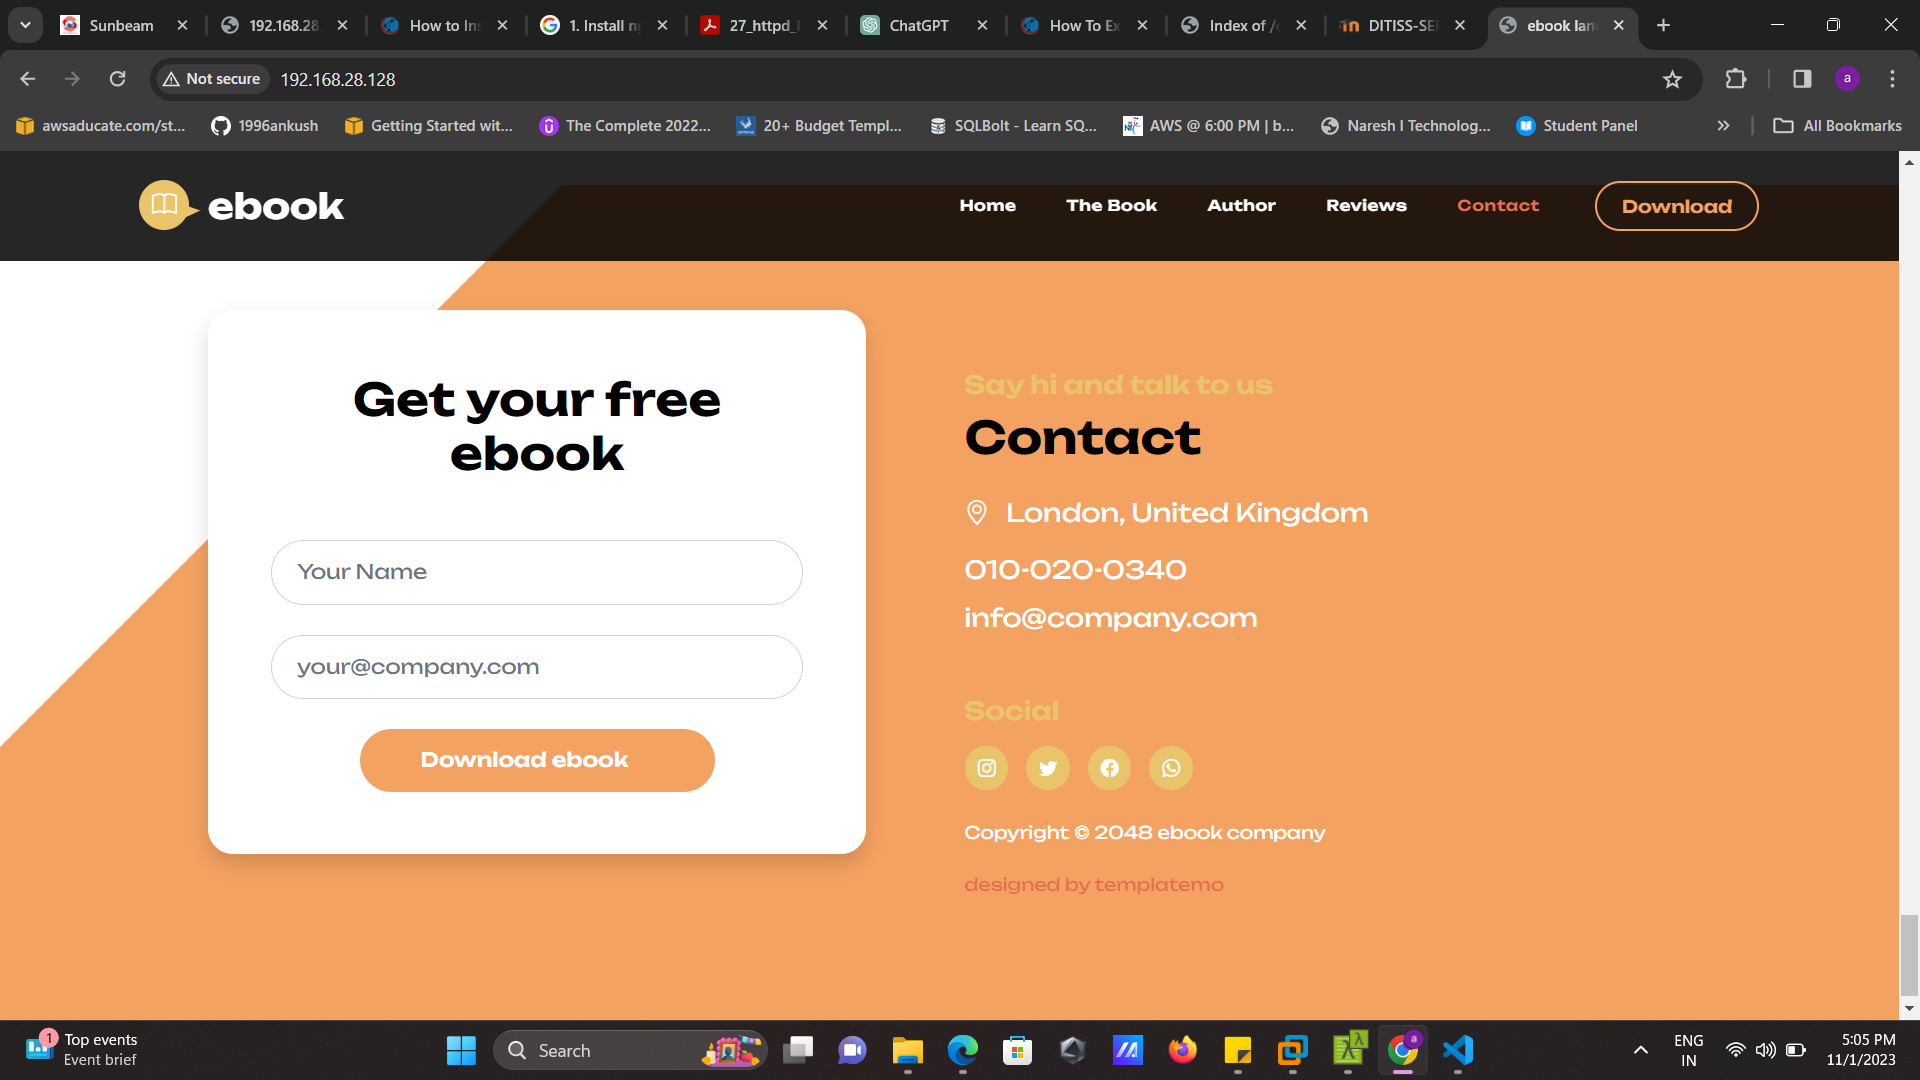 Sunbeam
192.168.28.
How to Ins
1. Install ng
27_httpd_
ChatGPT
How To Ex
Index of /
DITISS-SER
ebook lan
Not secure
192.168.28.128
a
awsaducate.com/st...
1996ankush
Getting Started wit...
The Complete 2022...
20+ Budget Templ...
SQLBolt - Learn SQ...
AWS @ 6:00 PM | b...
Naresh I Technolog...
Student Panel
All Bookmarks
ebook
Home
The Book
Author
Reviews
Contact
Download
Get your free
ebook
Your Name
your@company.com
Download ebook
Say hi and talk to us
Contact
London, United Kingdom
010-020-0340
info@company.com
Social
Copyright © 2048 ebook company
designed by templatemo
1
Top events
Event brief
Search
a
ENG
IN
5:05 PM
11/1/2023